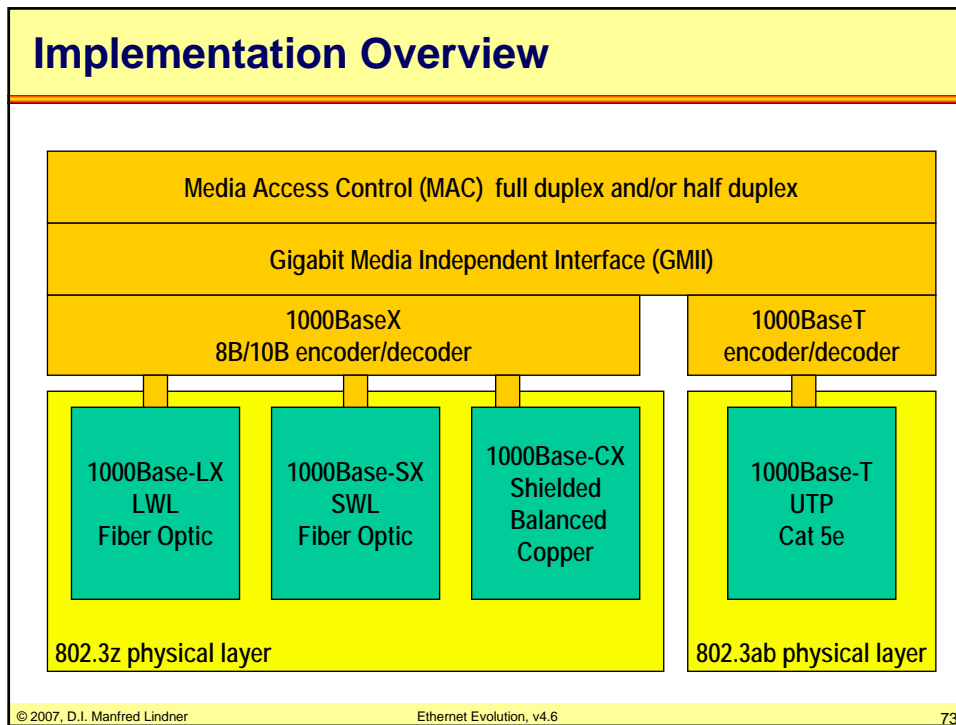 Implementation Overview
Media Access Control (MAC) full duplex and/or half duplex
Gigabit Media Independent Interface (GMII)
1000BaseX
8B/10B encoder/decoder
1000BaseT
encoder/decoder
1000Base-LX
LWL
Fiber Optic
1000Base-SX
SWL
Fiber Optic
1000Base-CX
Shielded
Balanced
Copper
1000Base-T
UTP
Cat 5e
802.3z physical layer
802.3ab physical layer
© 2007, D.I. Manfred Lindner
Ethernet Evolution, v4.6
73